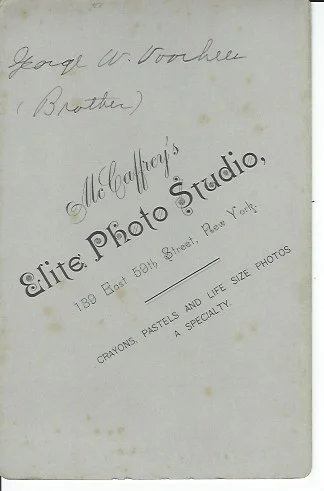 George W. Voorhees
(Brother)
McCaffrey's
Elite Photo Studio,
189 East 59th Street, New York.
CRAYONS, PASTELS AND LIFE SIZE PHOTOS
A SPECIALTY.